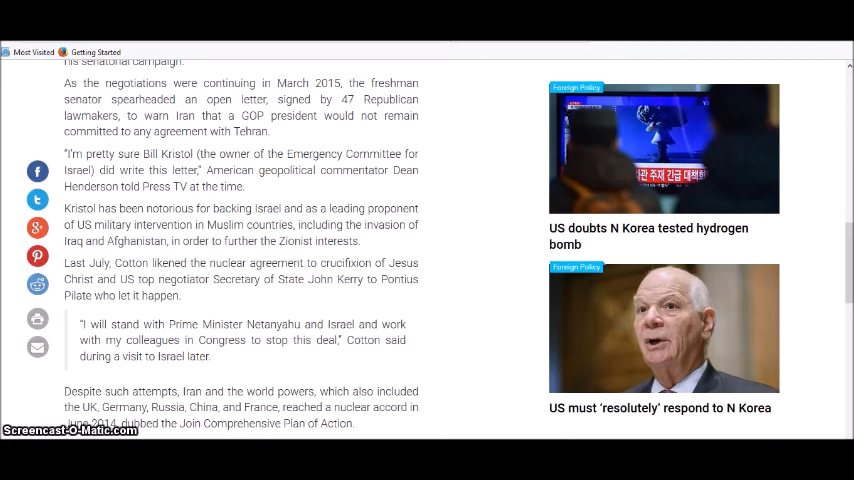 Most Visited
Getting Started
his senatorial campaign.
As the negotiations were continuing in March 2015, the freshman
senator spearheaded an open letter, signed by 47 Republican
lawmakers, to warn Iran that a GOP president would not remain
committed to any agreement with Tehran.
“I’m pretty sure Bill Kristol (the owner of the Emergency Committee for
Israel) did write this letter,” American geopolitical commentator Dean
Henderson told Press TV at the time.
Kristol has been notorious for backing Israel and as a leading proponent
of US military intervention in Muslim countries, including the invasion of
Iraq and Afghanistan, in order to further the Zionist interests.
Last July, Cotton likened the nuclear agreement to crucifixion of Jesus
Christ and US top negotiator Secretary of State John Kerry to Pontius
Pilate who let it happen.
“I will stand with Prime Minister Netanyahu and Israel and work
with my colleagues in Congress to stop this deal,” Cotton said
during a visit to Israel later.
Despite such attempts, Iran and the world powers, which also included
the UK, Germany, Russia, China, and France, reached a nuclear accord in
June 2014, dubbed the Join Comprehensive Plan of Action.
Foreign Policy
관 주재 긴급 대책회
US doubts N Korea tested hydrogen
bomb
Foreign Policy
US must ‘resolutely’ respond to N Korea
Screencast-O-Matic.com